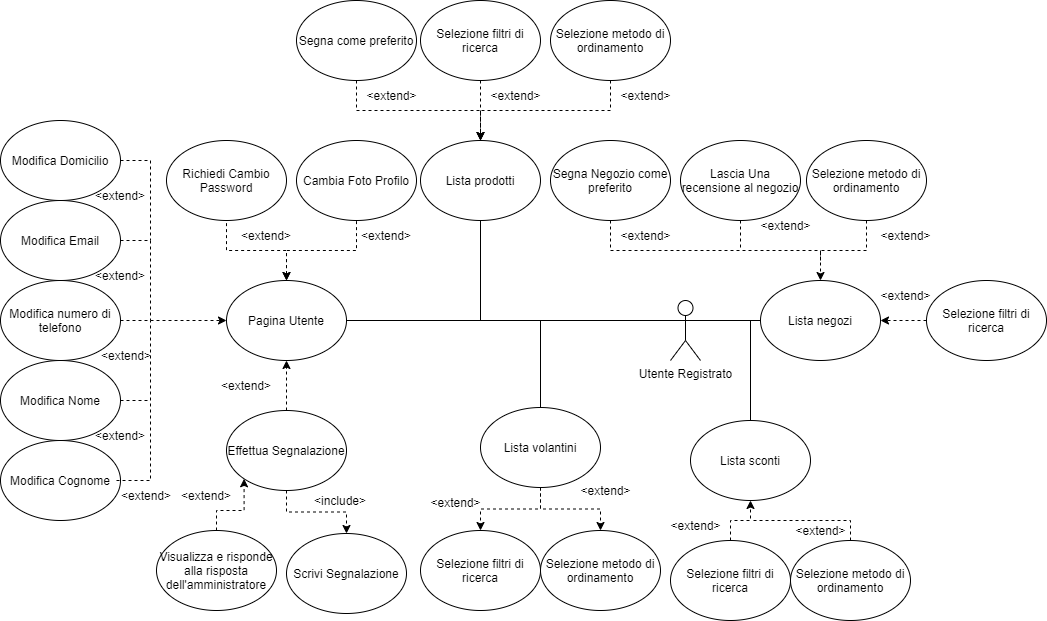 Segna come preferito
Selezione filtri di
ricerca
Selezione metodo di
ordinamento
<extend>
<extend>
<extend>
Modifica Domicilio
<extend>
Richiedi Cambio
Password
Cambia Foto Profilo
Lista prodotti
Segna Negozio come
preferito
Lascia Una
recensione al negozio
Selezione metodo di
ordinamento
<extend>
<extend>
<extend>
<extend>
<extend>
Modifica Email
<extend>
Modifica numero di
telefono
<extend>
Pagina Utente
Lista negozi
<extend>
Selezione filtri di
ricerca
Utente Registrato
<extend>
Modifica Nome
<extend>
Modifica Cognome
<extend>
Effettua Segnalazione
Lista volantini
Lista sconti
<extend>
<include>
<extend>
<extend>
<extend>
<extend>
Visualizza e risponde
alla risposta
dell'amministratore
Scrivi Segnalazione
Selezione filtri di
ricerca
Selezione metodo di
ordinamento
Selezione filtri di
ricerca
Selezione metodo di
ordinamento